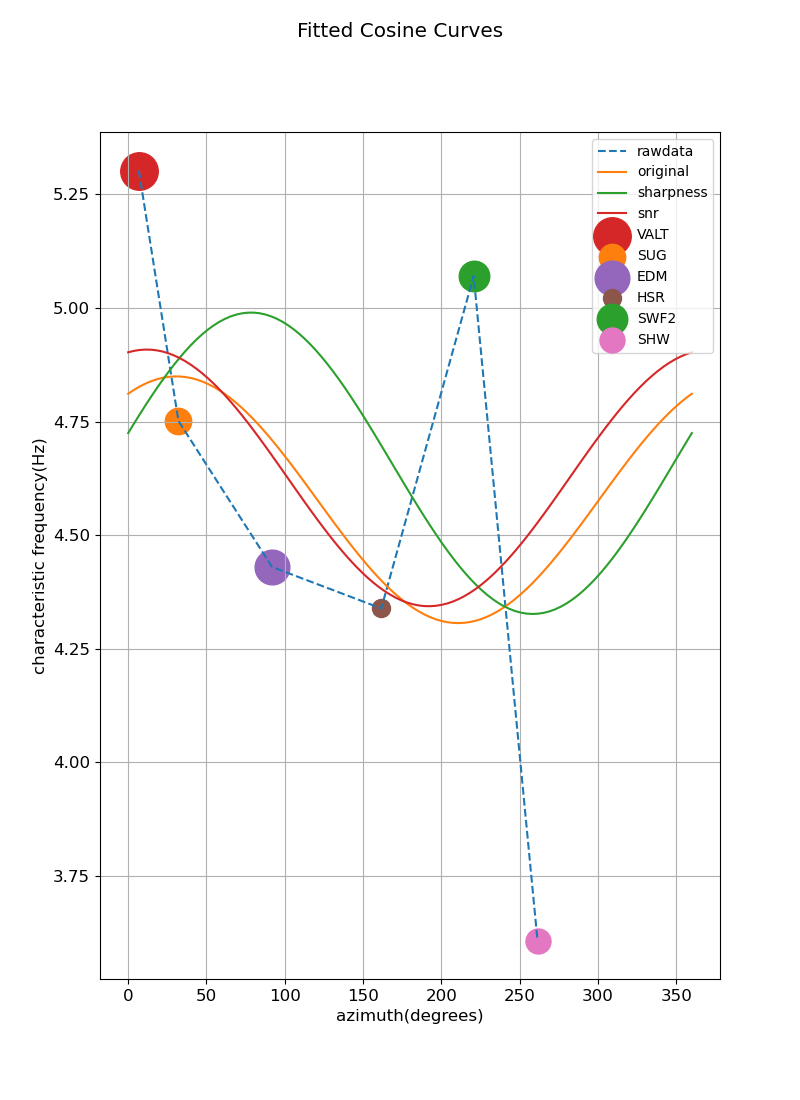 Fitted Cosine Curves
rawdata
original
sharpness
snr
VALT
SUG
EDM
HSR
SWF2
SHW
characteristic frequency(Hz)
5.25
5.00
4.75
4.50
4.25
4.00
3.75
0 50 100 150 200 250 300 350
azimuth(degrees)